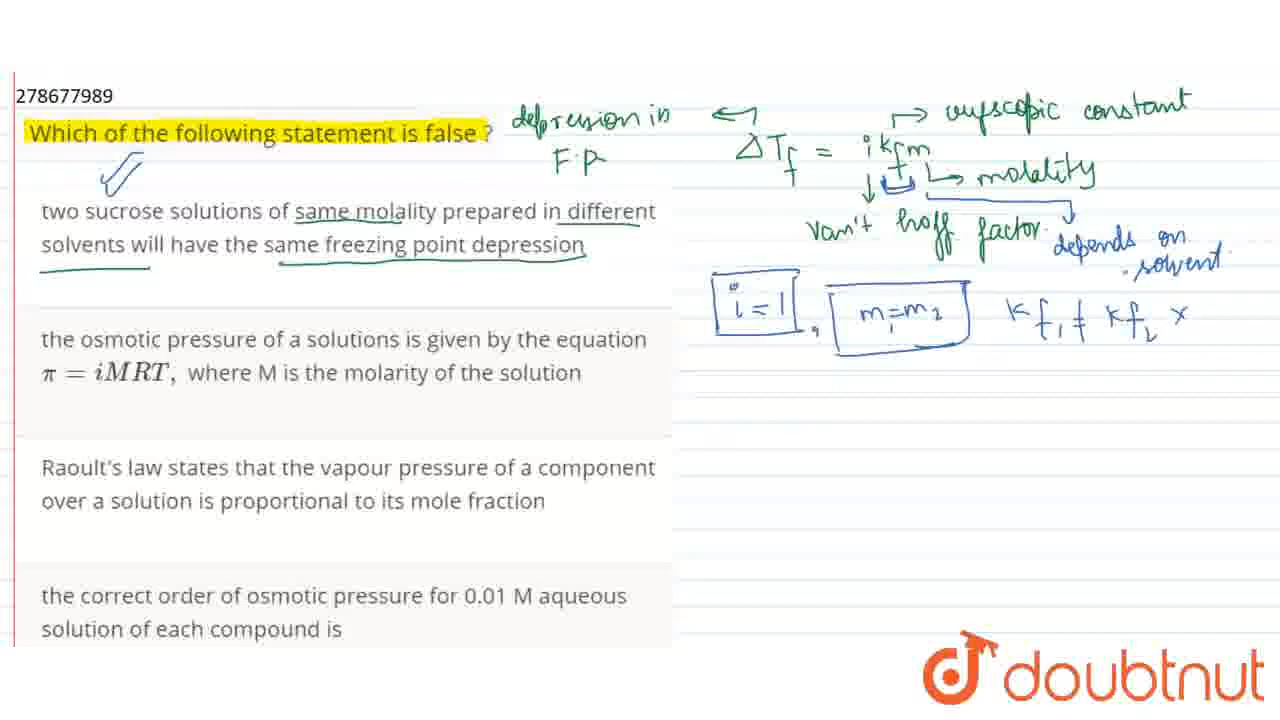 278677989
Which of the following statement is false ?
two sucrose solutions of same molality prepared in different
solvents will have the same freezing point depression
the osmotic pressure of a solutions is given by the equation
π = iMRT, where M is the molarity of the solution
Raoult's law states that the vapour pressure of a component
over a solution is proportional to its mole fraction
the correct order of osmotic pressure for 0.01 M aqueous
solution of each compound is
depression in
F.P
→ cryoscopic constant
ΔTf = i kf m
→ molality
van't hoff factor
depends on
solvent
i = 1 , m₁ = m₂ Kf₁ ≠ Kf₂ ×
doubtnut